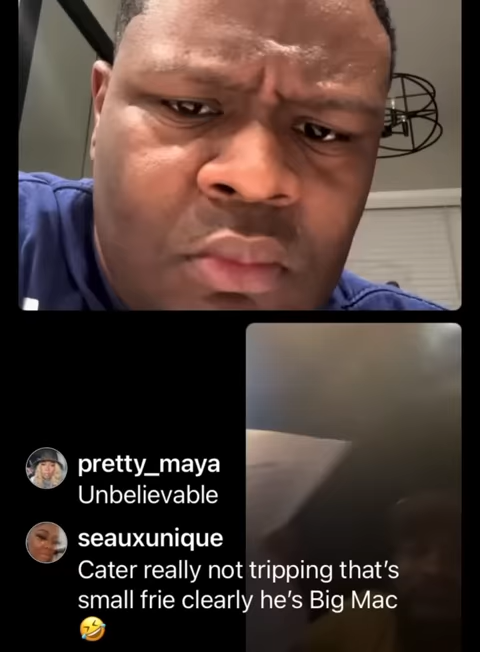 pretty_maya
Unbelievable
seauxunique
Cater really not tripping that's
small frie clearly he's Big Mac
🤣